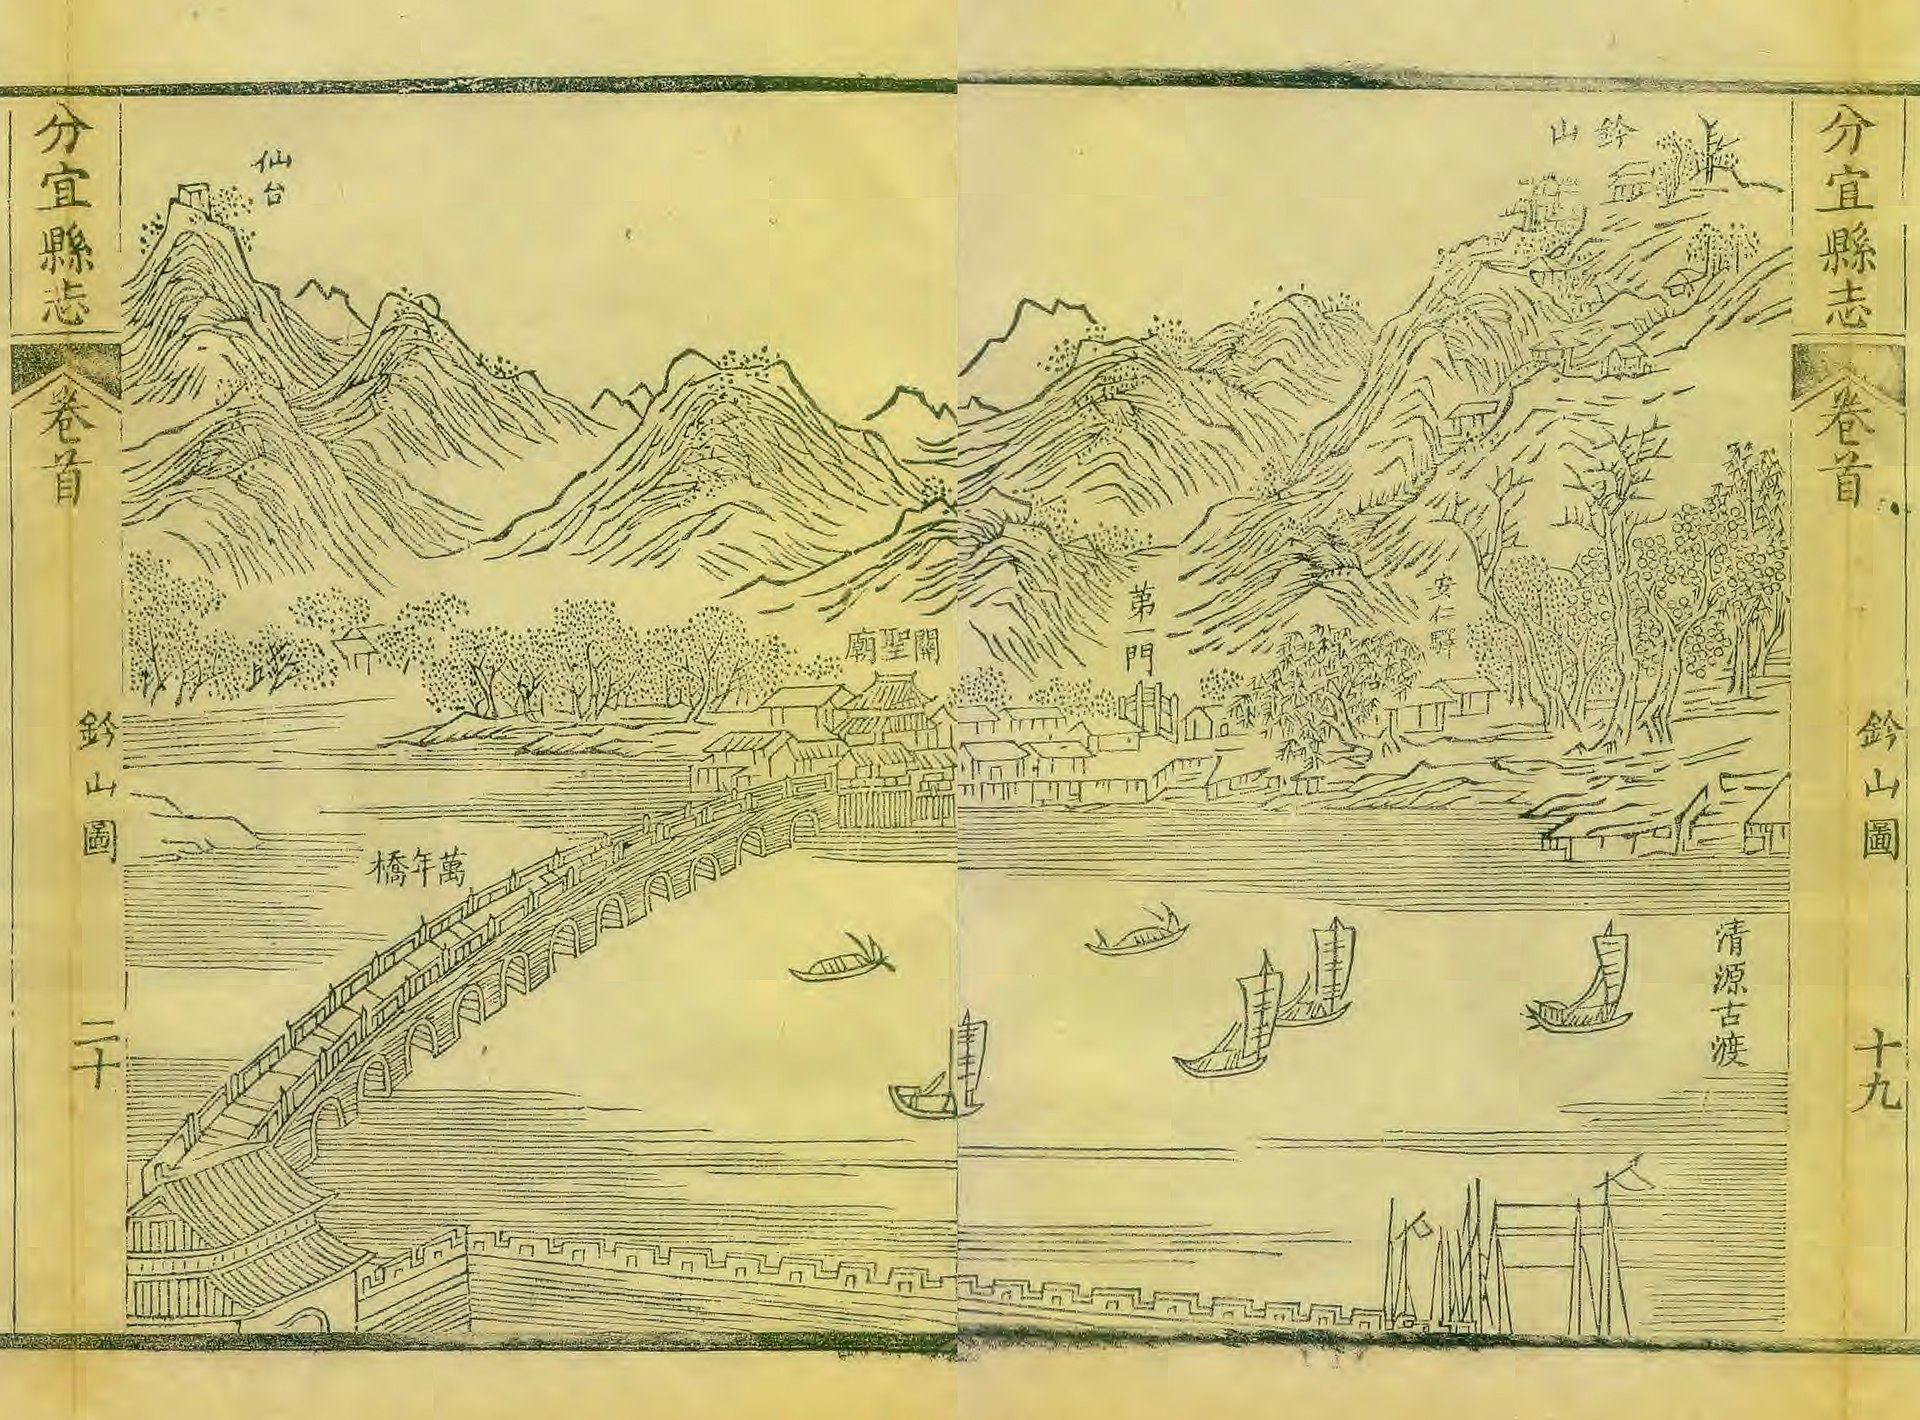 分宜縣志
卷首
鈐山圖
十九
鈐山
安仁驛
第一門
清源古渡
關聖廟
萬年橋
仙台
分宜縣志
卷首
鈐山圖
二十